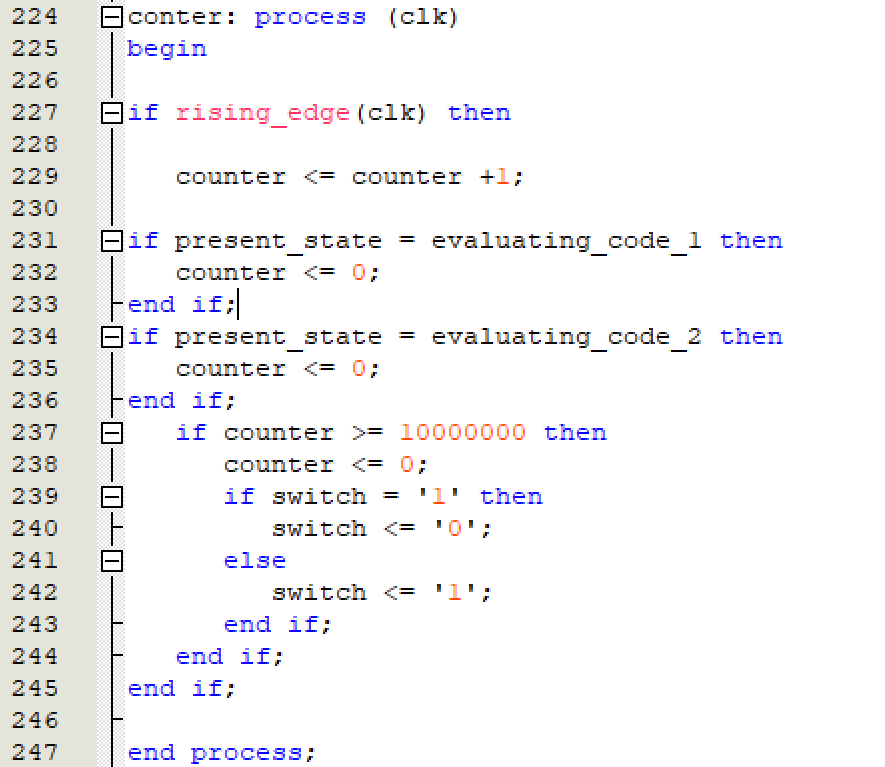 224 conter: process (clk)
225 begin
226
227 if rising_edge(clk) then
228
229 counter <= counter +1;
230
231 if present_state = evaluating_code_1 then
232 counter <= 0;
233 end if;
234 if present_state = evaluating_code_2 then
235 counter <= 0;
236 end if;
237 if counter >= 10000000 then
238 counter <= 0;
239 if switch = '1' then
240 switch <= '0';
241 else
242 switch <= '1';
243 end if;
244 end if;
245 end if;
246
247 end process;